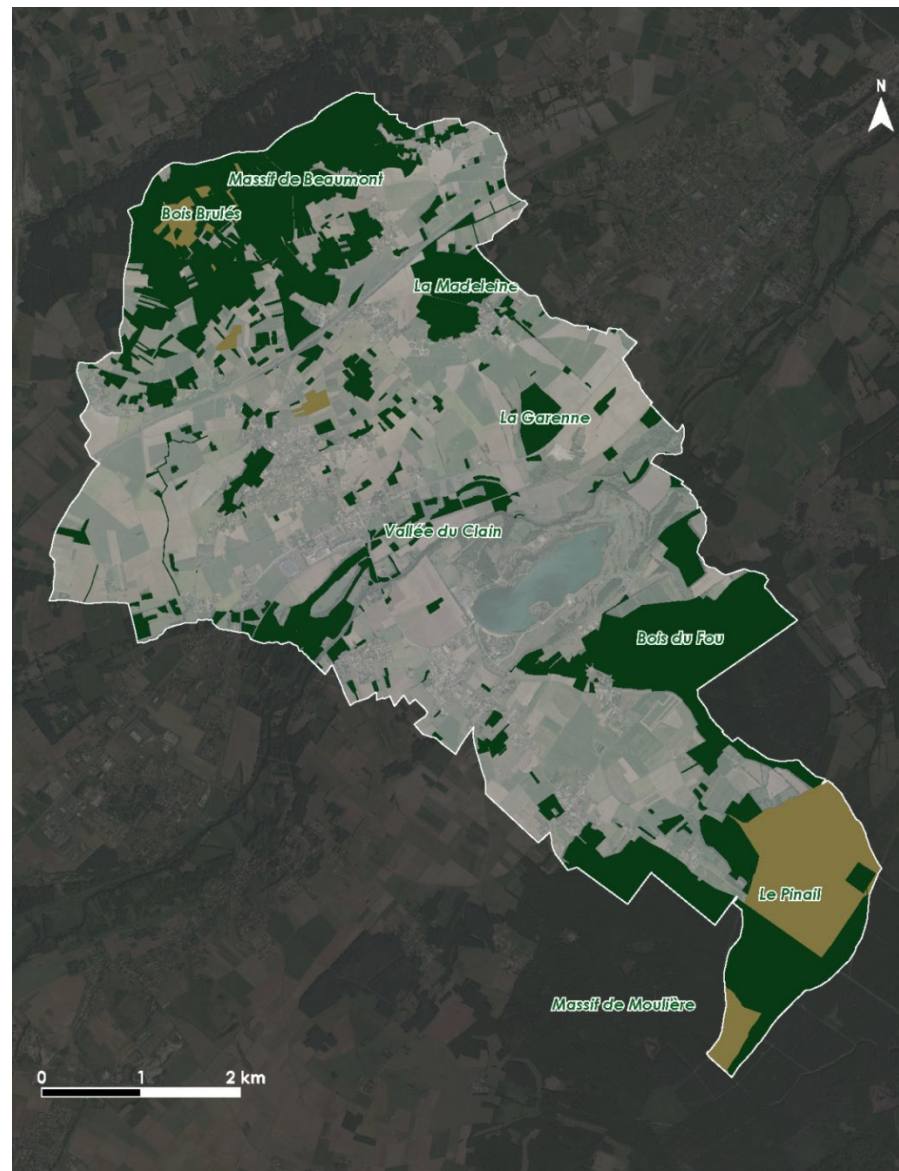 N
Massif de Beaumont
Bois Brulés
La Madeleine
La Garenne
Vallée du Clain
Bois du Fou
Le Pinail
Massif de Moulière
0 1 2 km